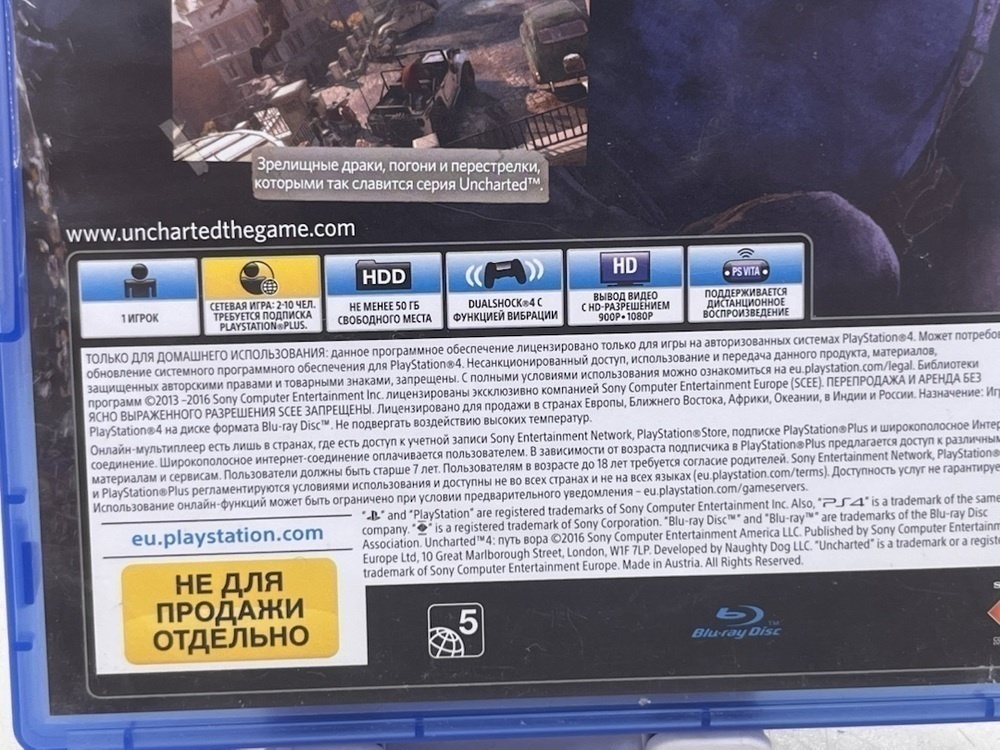 Зрелищные драки, погони и перестрелки,
которыми так славится серия Uncharted™.
www.unchartedthegame.com
1 ИГРОК
СЕТЕВАЯ ИГРА: 2-10 ЧЕЛ.
ТРЕБУЕТСЯ ПОДПИСКА
PLAYSTATION®PLUS.
HDD
НЕ МЕНЕЕ 50 ГБ
СВОБОДНОГО МЕСТА
DUALSHOCK®4 С
ФУНКЦИЕЙ ВИБРАЦИИ
HD
ВЫВОД ВИДЕО
С HD-РАЗРЕШЕНИЕМ
900P•1080P
PS VITA
ПОДДЕРЖИВАЕТСЯ
ДИСТАНЦИОННОЕ
ВОСПРОИЗВЕДЕНИЕ
ТОЛЬКО ДЛЯ ДОМАШНЕГО ИСПОЛЬЗОВАНИЯ: данное программное обеспечение лицензировано только для игры на авторизованных системах PlayStation®4. Может
обновление системного программного обеспечения для PlayStation®4. Несанкционированный доступ, использование и передача данного продукта, материалов,
защищенных авторскими правами и товарными знаками, запрещены. С полными условиями использования можно ознакомиться на eu.playstation.com/legal. Библиотеки
программ ©2013 -2016 Sony Computer Entertainment Inc. лицензированы эксклюзивно компанией Sony Computer Entertainment Europe (SCEE). ПЕРЕПРОДАЖА И АРЕНДА БЕЗ
ЯСНО ВЫРАЖЕННОГО РАЗРЕШЕНИЯ SCEE ЗАПРЕЩЕНЫ. Лицензировано для продажи в странах Европы, Ближнего Востока, Африки, Океании, в Индии и России. Назначение:
PlayStation®4 на диске формата Blu-ray Disc™. Не подвергать воздействию высоких температур.
Онлайн-мультиплеер есть лишь в странах, где есть доступ к учетной записи Sony Entertainment Network, PlayStation®Store, подписке PlayStation®Plus и широкополосное
соединение. Широкополосное интернет-соединение оплачивается пользователем. В зависимости от возраста подписчика в PlayStation®Plus предлагается доступ к различным
материалам и сервисам. Пользователи должны быть старше 7 лет. Пользователям в возрасте до 18 лет требуется согласие родителей. Sony Entertainment Network, PlayStation®
и PlayStation®Plus регламентируются условиями использования и доступны не во всех странах и не на всех языках (eu.playstation.com/terms). Доступность услуг не
Использование онлайн-функций может быть ограничено при условии предварительного уведомления – eu.playstation.com/gameservers.
" " and "PlayStation" are registered trademarks of Sony Computer Entertainment Inc. Also, "PS4" is a trademark of the same
company. " " is a registered trademark of Sony Corporation. "Blu-ray Disc™" and "Blu-ray™" are trademarks of the Blu-ray Disc
Association. Uncharted™4: путь вора ©2016 Sony Computer Entertainment America LLC. Published by Sony Computer
Europe Ltd, 10 Great Marlborough Street, London, W1F 7LP. Developed by Naughty Dog LLC. "Uncharted" is a trademark or a
trademark of Sony Computer Entertainment Europe. Made in Austria. All Rights Reserved.
eu.playstation.com
НЕ ДЛЯ
ПРОДАЖИ
ОТДЕЛЬНО
5
Blu-ray Disc™